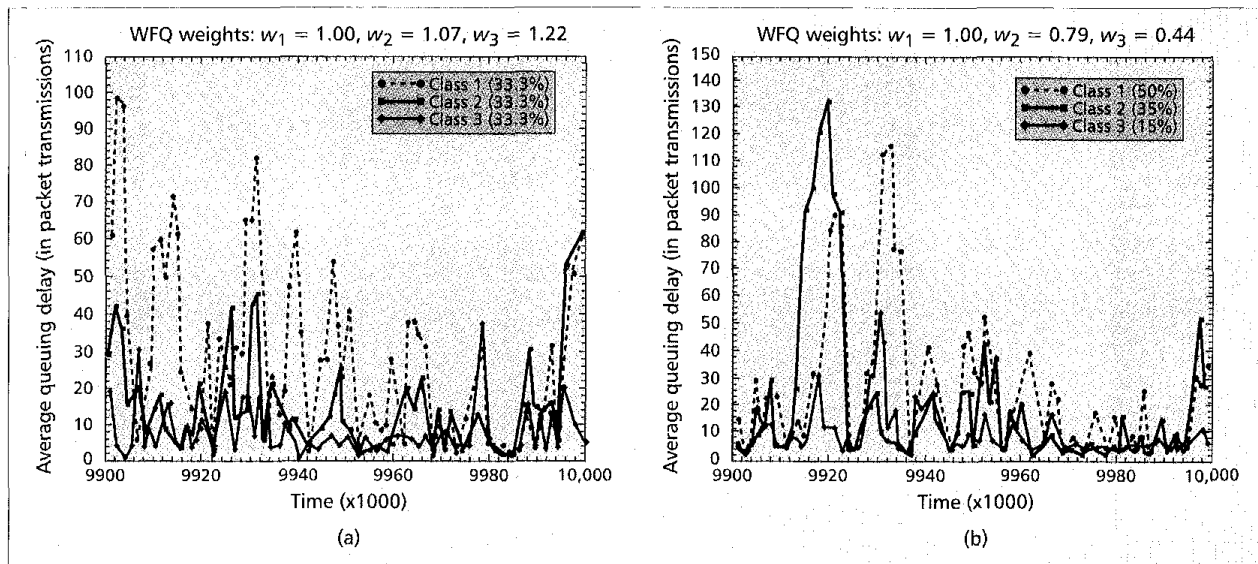 WFQ weights: w1 = 1.00, w2 = 1.07, w3 = 1.22
Average queuing delay (in packet transmissions)
110
100
90
80
70
60
50
40
30
20
10
0
Class 1 (33.3%)
Class 2 (33.3%)
Class 3 (33.3%)
9900
9920
9940
9960
9980
10,000
Time (x1000)
(a)
WFQ weights: w1 = 1.00, w2 = 0.79, w3 = 0.44
Average queuing delay (in packet transmissions)
150
140
130
120
110
100
90
80
70
60
50
40
30
20
10
0
Class 1 (50%)
Class 2 (35%)
Class 3 (15%)
9900
9920
9940
9960
9980
10,000
Time (x1000)
(b)